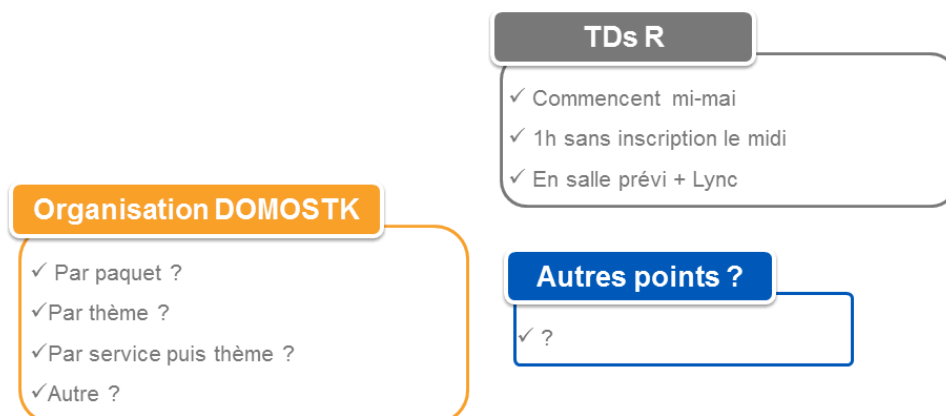 TDs R
✓ Commencent mi-mai
✓ 1h sans inscription le midi
✓ En salle prévi + Lync
Organisation DOMOSTK
✓ Par paquet ?
✓Par thème ?
✓Par service puis thème ?
✓Autre ?
Autres points ?
✓ ?